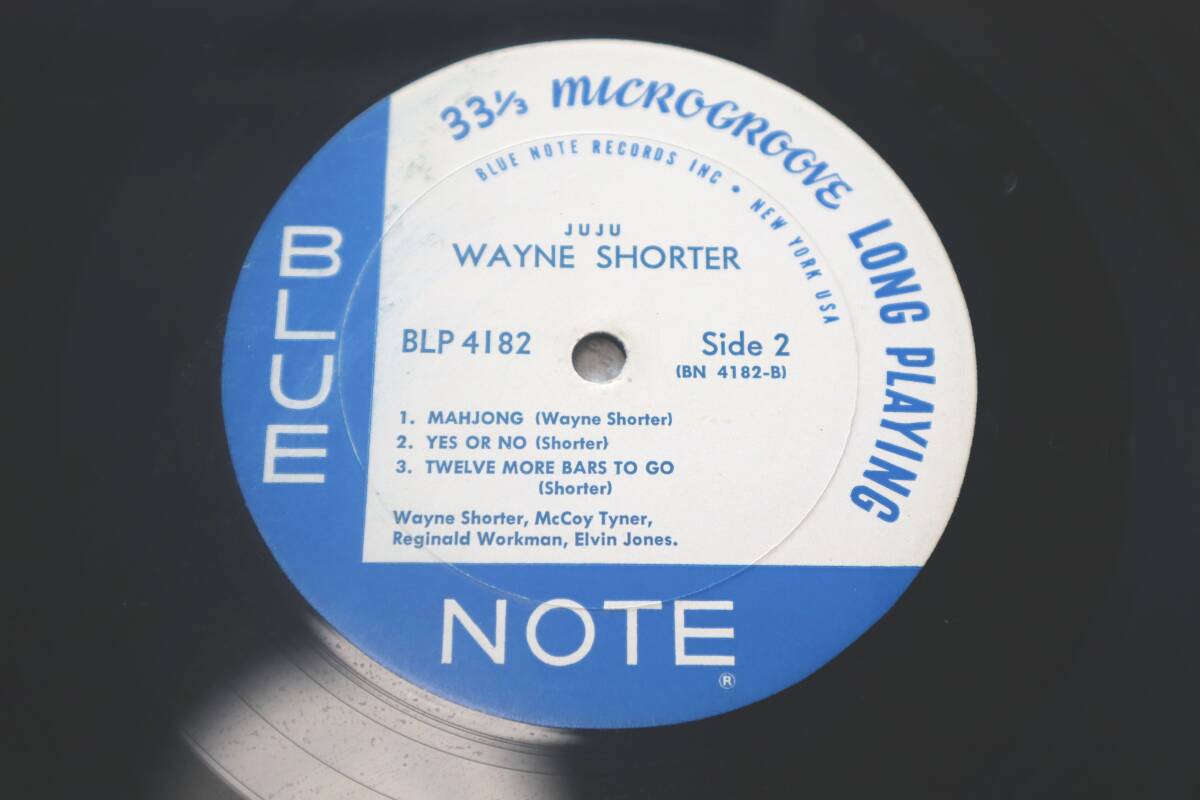 33⅓ MICROGROOVE LONG PLAYING
BLUE NOTE RECORDS INC • NEW YORK USA
JUJU
WAYNE SHORTER
BLP 4182
Side 2
(BN 4182-B)
1. MAHJONG (Wayne Shorter)
2. YES OR NO (Shorter)
3. TWELVE MORE BARS TO GO
(Shorter)
Wayne Shorter, McCoy Tyner,
Reginald Workman, Elvin Jones.
BLUE
NOTE
®